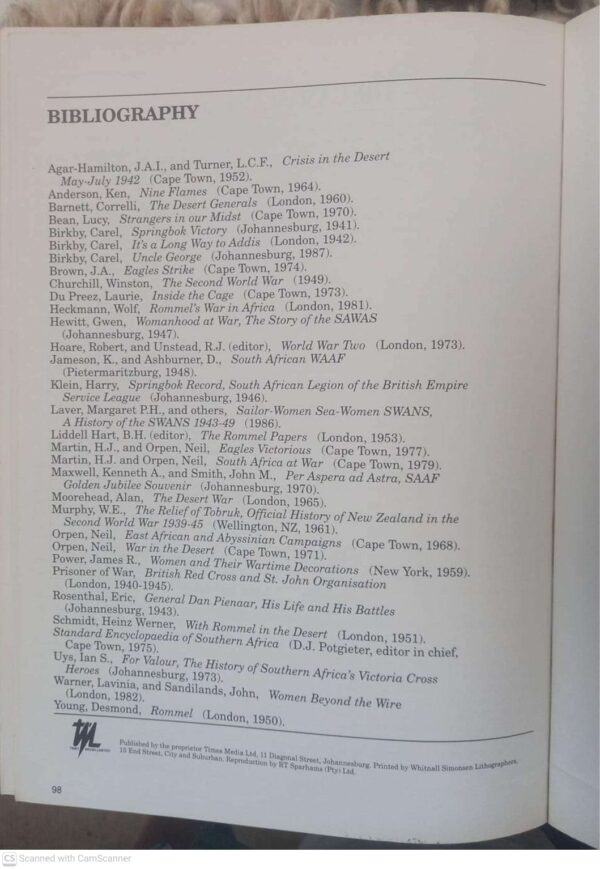 BIBLIOGRAPHY
Agar-Hamilton, J.A.I., and Turner, L.C.F., Crisis in the Desert
May-July 1942 (Cape Town, 1952).
Anderson, Ken, Nine Flames (Cape Town, 1964).
Barnett, Correlli, The Desert Generals (London, 1960).
Bean, Lucy, Strangers in our Midst (Cape Town, 1970).
Birkby, Carel, Springbok Victory (Johannesburg, 1941).
Birkby, Carel, It's a Long Way to Addis (London, 1942).
Birkby, Carel, Uncle George (Johannesburg, 1987).
Brown, J.A., Eagles Strike (Cape Town, 1974).
Churchill, Winston, The Second World War (1949).
Du Preez, Laurie, Inside the Cage (Cape Town, 1973).
Heckmann, Wolf, Rommel's War in Africa (London, 1981).
Hewitt, Gwen, Womanhood at War, The Story of the SAWAS
(Johannesburg, 1947).
Hoare, Robert, and Unstead, R.J. (editor), World War Two (London, 1973).
Jameson, K., and Ashburner, D., South African WAAF
(Pietermaritzburg, 1948).
Klein, Harry, Springbok Record, South African Legion of the British Empire
Service League (Johannesburg, 1946).
Laver, Margaret P.H., and others, Sailor-Women Sea-Women SWANS,
A History of the SWANS 1943-49 (1986).
Liddell Hart, B.H. (editor), The Rommel Papers (London, 1953).
Martin, H.J., and Orpen, Neil, Eagles Victorious (Cape Town, 1977).
Martin, H.J. and Orpen, Neil, South Africa at War (Cape Town, 1979).
Maxwell, Kenneth A., and Smith, John M., Per Aspera ad Astra, SAAF
Golden Jubilee Souvenir (Johannesburg, 1970).
Moorehead, Alan, The Desert War (London, 1965).
Murphy, W.E., The Relief of Tobruk, Official History of New Zealand in the
Second World War 1939-45 (Wellington, NZ, 1961).
Orpen, Neil, East African and Abyssinian Campaigns (Cape Town, 1968).
Orpen, Neil, War in the Desert (Cape Town, 1971).
Power, James R., Women and Their Wartime Decorations (New York, 1959).
Prisoner of War, British Red Cross and St. John Organisation
(London, 1940-1945).
Rosenthal, Eric, General Dan Pienaar, His Life and His Battles
(Johannesburg, 1943).
Schmidt, Heinz Werner, With Rommel in the Desert (London, 1951).
Standard Encyclopaedia of Southern Africa (D.J. Potgieter, editor in chief,
Cape Town, 1975).
Uys, Ian S., For Valour, The History of Southern Africa's Victoria Cross
Heroes (Johannesburg, 1973).
Warner, Lavinia, and Sandilands, John, Women Beyond the Wire
(London, 1982).
Young, Desmond, Rommel (London, 1950).
TML
Published by the proprietor Times Media Ltd, 11 Diagonal Street, Johannesburg. Printed by Whitnall Simonsen Lithographers,
15 End Street, City and Suburban. Reproduction by RT Sparhams (Pty) Ltd.
98
CS Scanned with CamScanner